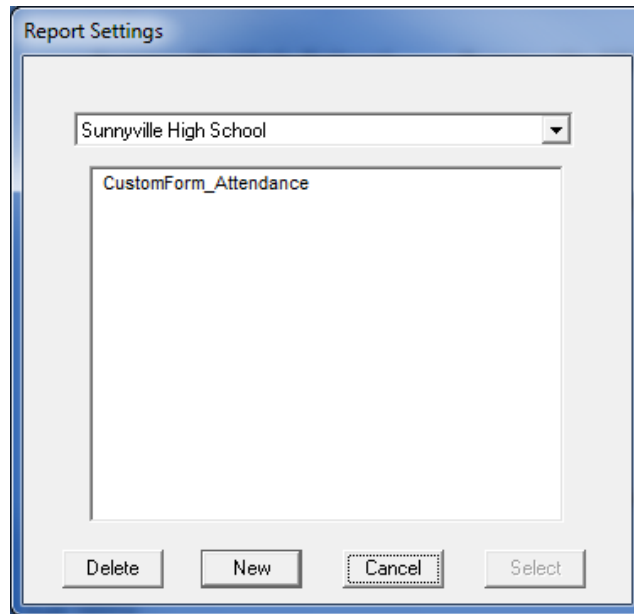 Report Settings
Sunnyville High School
CustomForm_Attendance
Delete New Cancel Select